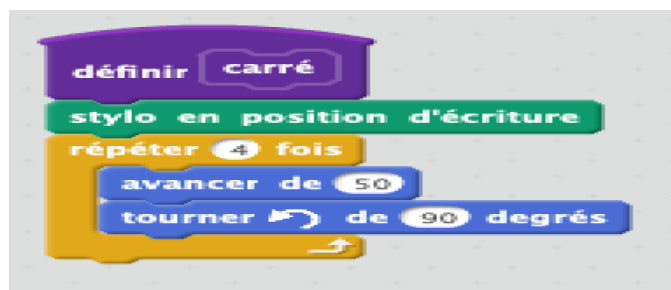 définir carré
stylo en position d'écriture
répéter 4 fois
avancer de 50
tourner de 90 degrés